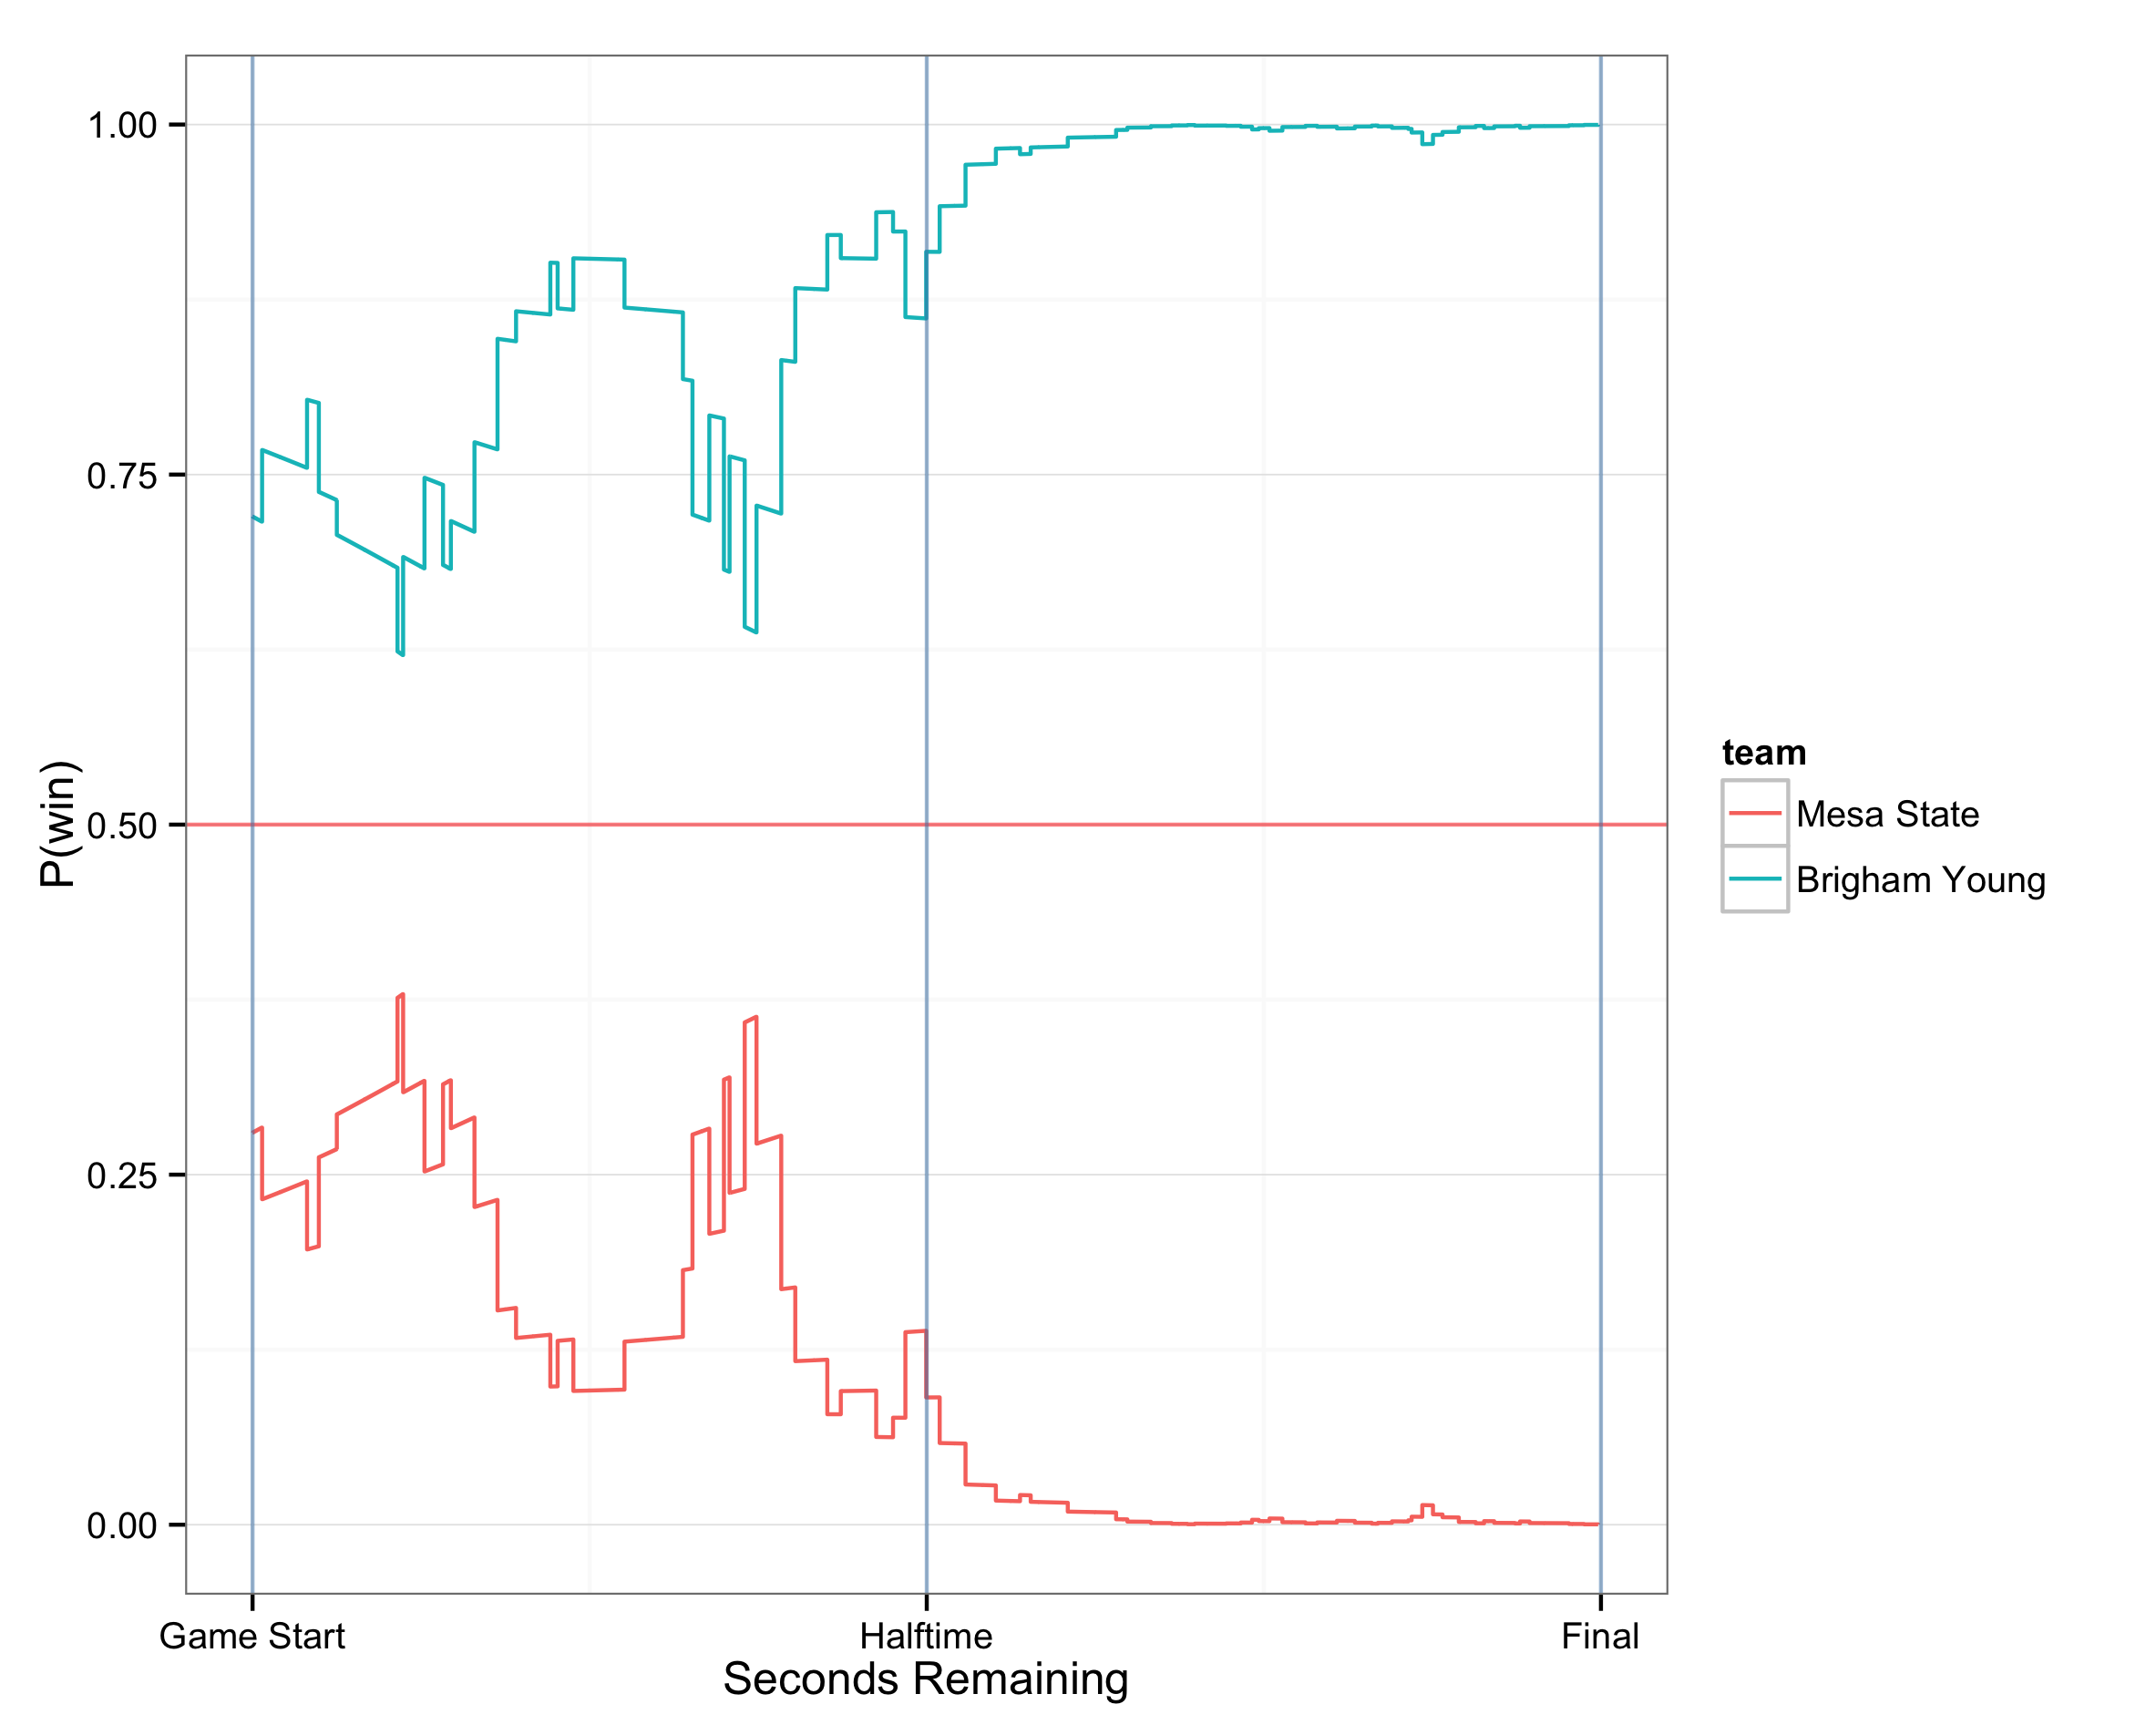 P(win)
1.00
0.75
0.50
0.25
0.00
Game Start
Halftime
Final
Seconds Remaining
team
Mesa State
Brigham Young